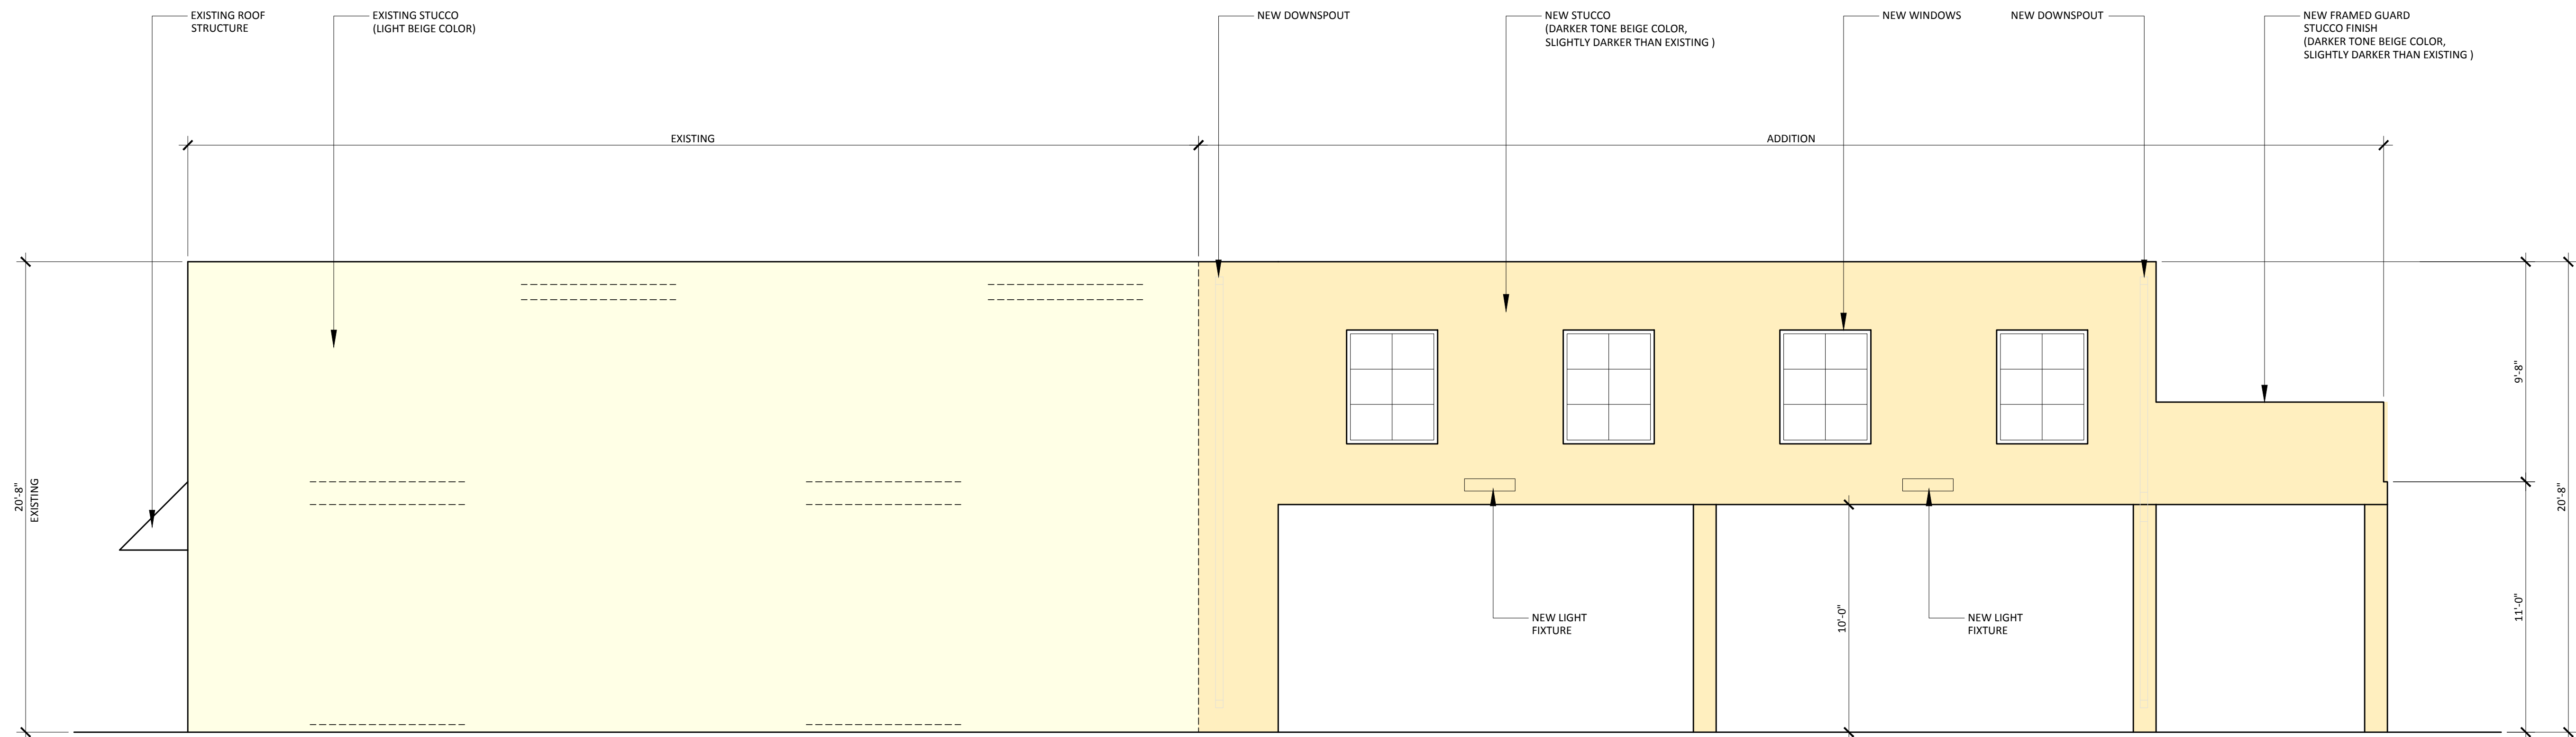 EXISTING ROOF
STRUCTURE
EXISTING STUCCO
(LIGHT BEIGE COLOR)
NEW DOWNSPOUT
NEW STUCCO
(DARKER TONE BEIGE COLOR,
SLIGHTLY DARKER THAN EXISTING )
NEW WINDOWS
NEW DOWNSPOUT
NEW FRAMED GUARD
STUCCO FINISH
(DARKER TONE BEIGE COLOR,
SLIGHTLY DARKER THAN EXISTING )
EXISTING
ADDITION
20'-8"
EXISTING
9'-8"
20'-8"
11'-0"
10'-0"
NEW LIGHT
FIXTURE
NEW LIGHT
FIXTURE